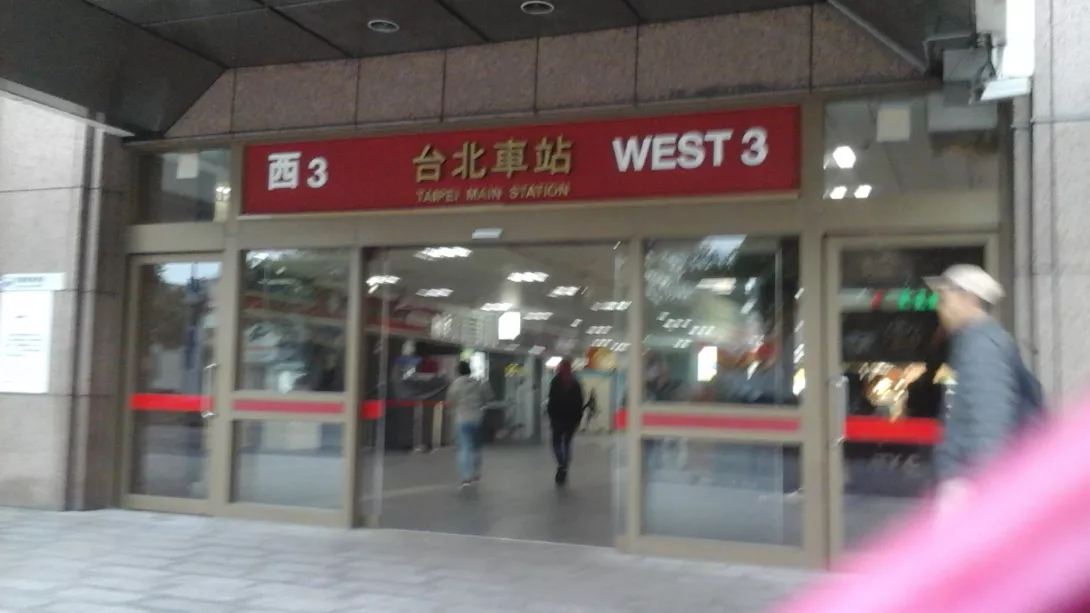 西3
台北車站
TAIPEI MAIN STATION
WEST 3